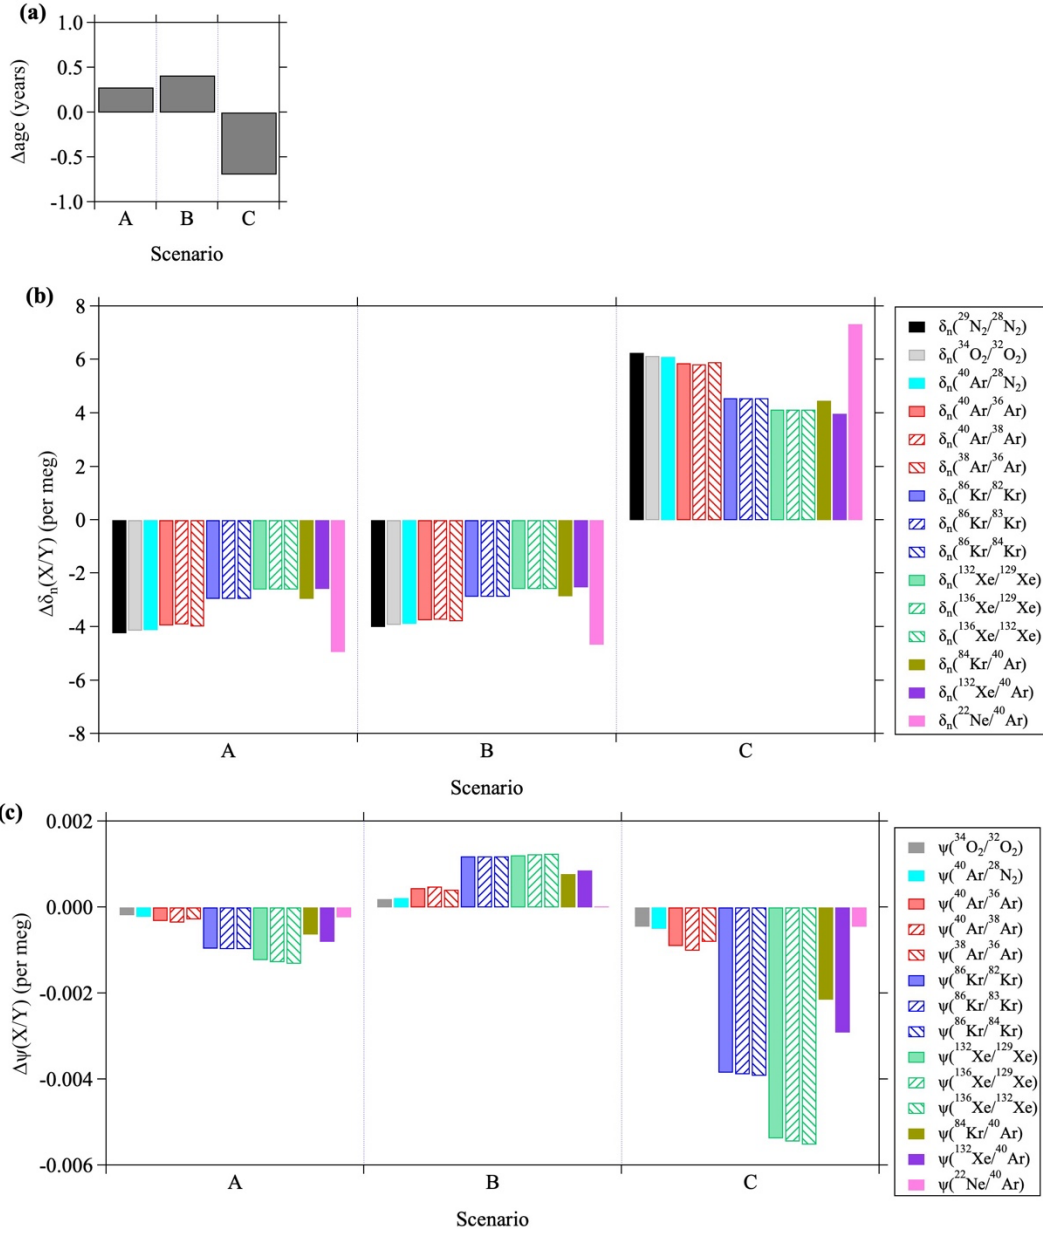 (a)
1.0
0.5
0.0
-0.5
-1.0
Δage (years)
A B C
Scenario
(b)
8
6
4
2
0
-2
-4
-6
-8
Δδn(X/Y) (per meg)
A B C
Scenario
δn(29N2/28N2)
δn(34O2/32O2)
δn(40Ar/28N2)
δn(40Ar/36Ar)
δn(40Ar/38Ar)
δn(38Ar/36Ar)
δn(86Kr/82Kr)
δn(86Kr/83Kr)
δn(86Kr/84Kr)
δn(132Xe/129Xe)
δn(136Xe/129Xe)
δn(136Xe/132Xe)
δn(84Kr/40Ar)
δn(132Xe/40Ar)
δn(22Ne/40Ar)
(c)
0.002
0.000
-0.002
-0.004
-0.006
Δψ(X/Y) (per meg)
A B C
Scenario
ψ(34O2/32O2)
ψ(40Ar/28N2)
ψ(40Ar/36Ar)
ψ(40Ar/38Ar)
ψ(38Ar/36Ar)
ψ(86Kr/82Kr)
ψ(86Kr/83Kr)
ψ(86Kr/84Kr)
ψ(132Xe/129Xe)
ψ(136Xe/129Xe)
ψ(136Xe/132Xe)
ψ(84Kr/40Ar)
ψ(132Xe/40Ar)
ψ(22Ne/40Ar)